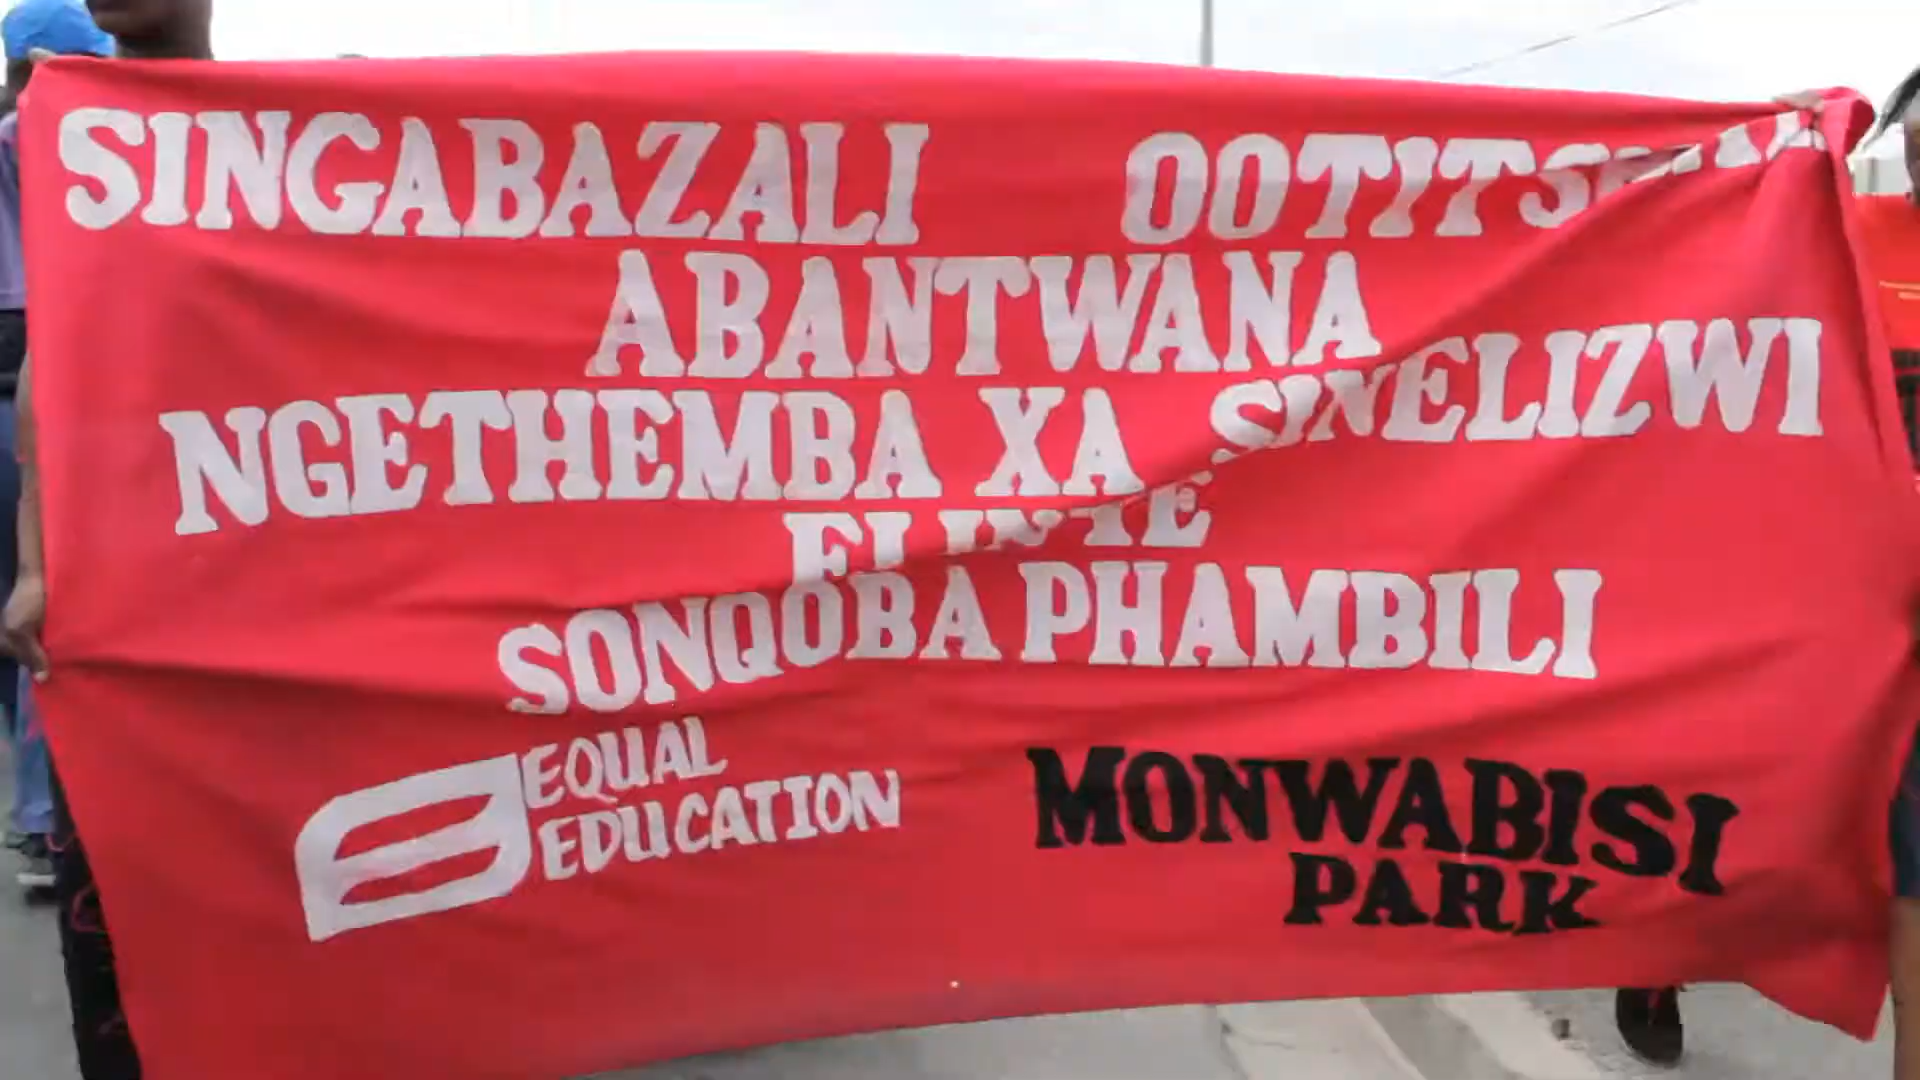 SINGABAZALI
ABANTWANA
NGETHEMBA XA SINELIZWI
SONQOBA PHAMBILI
EQUAL
EDUCATION
MONWABISI
PARK